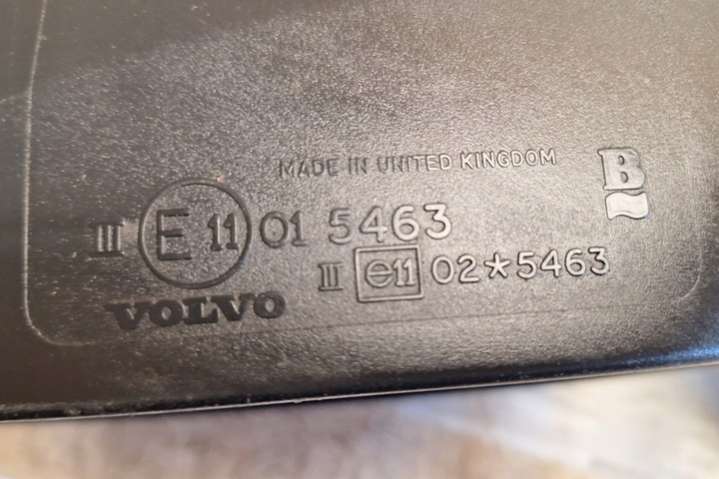 MADE IN UNITED KINGDOM
B
III E 11 01 5463
II e11 02*5463
VOLVO